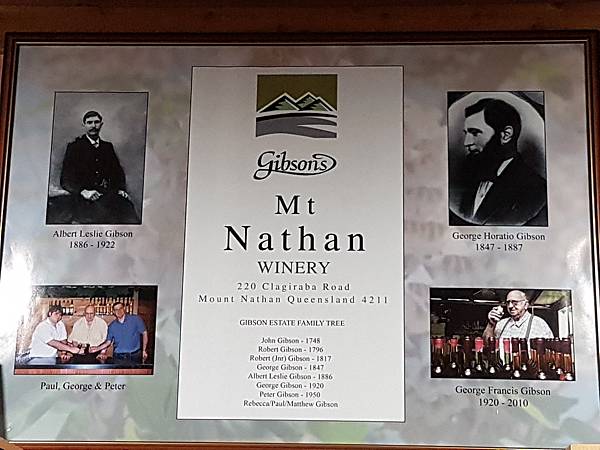 Gibsons
Mt
Nathan
WINERY
220 Clagiraba Road
Mount Nathan Queensland 4211
GIBSON ESTATE FAMILY TREE
John Gibson - 1748
Robert Gibson - 1796
Robert (Jnr) Gibson - 1817
George Gibson - 1847
Albert Leslie Gibson - 1886
George Gibson - 1920
Peter Gibson - 1950
Rebecca/Paul/Matthew Gibson
Albert Leslie Gibson
1886 - 1922
George Horatio Gibson
1847 - 1887
Paul, George & Peter
George Francis Gibson
1920 - 2010